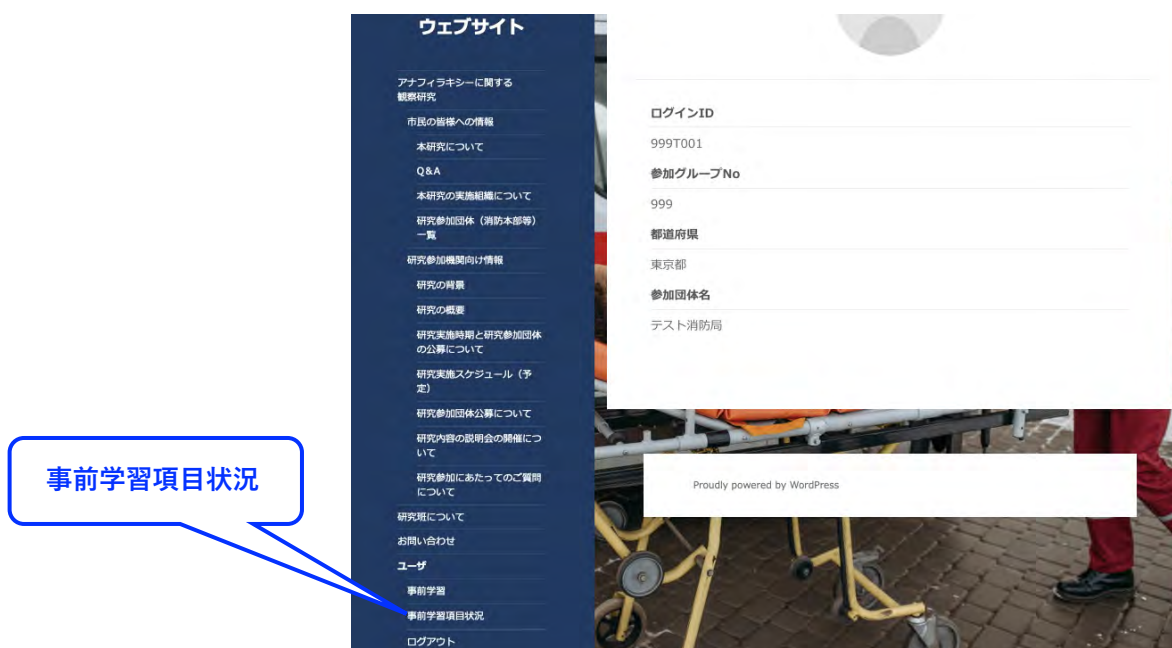 ウェブサイト
アナフィラキシーに関する
観察研究
市民の皆様への情報
本研究について
Q&A
本研究の実施組織について
研究参加団体（消防本部等）
一覧
研究参加機関向け情報
研究の背景
研究の概要
研究実施時期と研究参加団体
の公募について
研究実施スケジュール（予
定）
研究参加団体公募について
研究内容の説明会の開催につ
いて
研究参加にあたってのご質問
について
研究班について
お問い合わせ
ユーザ
事前学習
事前学習項目状況
ログアウト
事前学習項目状況
ログインID
999T001
参加グループNo
999
都道府県
東京都
参加団体名
テスト消防局
Proudly powered by WordPress